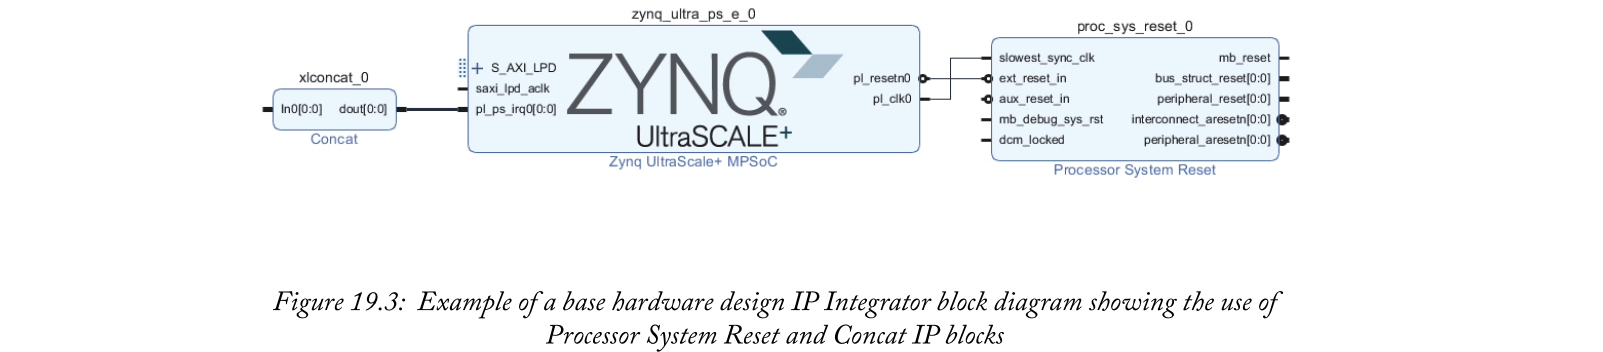 xlconcat_0
In0[0:0]
dout[0:0]
Concat
zynq_ultra_ps_e_0
S_AXI_LPD
saxi_lpd_aclk
pl_ps_irq0[0:0]
ZYNQ®
UltraSCALE+
pl_resetn0
pl_clk0
Zynq UltraScale+ MPSoC
proc_sys_reset_0
slowest_sync_clk
ext_reset_in
aux_reset_in
mb_debug_sys_rst
dcm_locked
mb_reset
bus_struct_reset[0:0]
peripheral_reset[0:0]
interconnect_aresetn[0:0]
peripheral_aresetn[0:0]
Processor System Reset
Figure 19.3: Example of a base hardware design IP Integrator block diagram showing the use of
Processor System Reset and Concat IP blocks